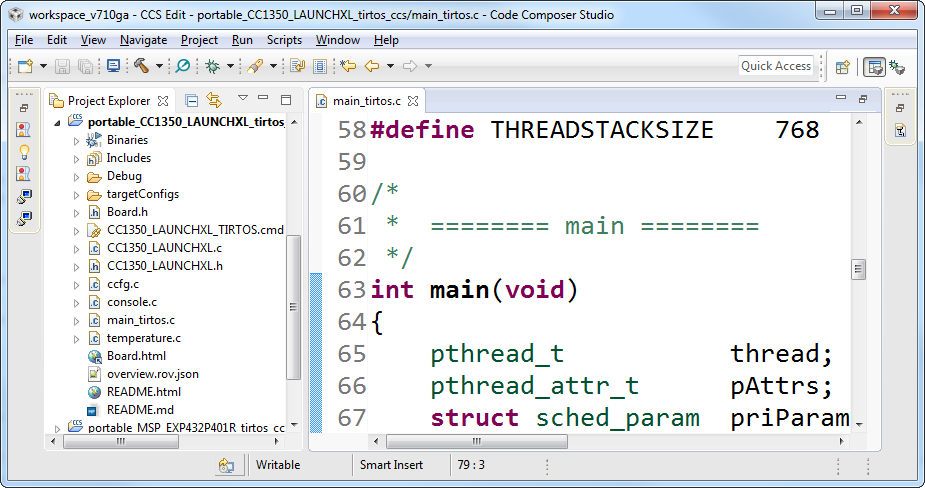 workspace_v710ga - CCS Edit - portable_CC1350_LAUNCHXL_tirtos_ccs/main_tirtos.c - Code Composer Studio
File Edit View Navigate Project Run Scripts Window Help
Quick Access
Project Explorer
portable_CC1350_LAUNCHXL_tirtos_
Binaries
Includes
Debug
targetConfigs
Board.h
CC1350_LAUNCHXL_TIRTOS.cmd
CC1350_LAUNCHXL.c
CC1350_LAUNCHXL.h
ccfg.c
console.c
main_tirtos.c
temperature.c
Board.html
overview.rov.json
README.html
README.md
portable_MSP_EXP432P401R_tirtos_cc
main_tirtos.c
58 #define THREADSTACKSIZE    768
59
60 /*
61  *  ======== main ========
62  */
63 int main(void)
64 {
65     pthread_t           thread;
66     pthread_attr_t      pAttrs;
67     struct sched_param  priParam
Writable Smart Insert 79 : 3